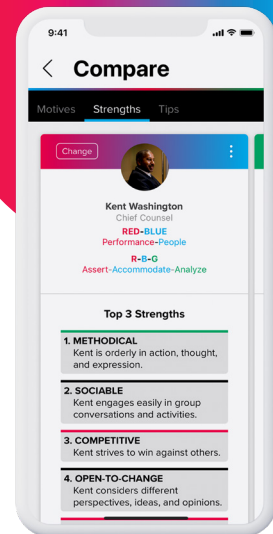 9:41
Compare
Motives Strengths Tips
Change
Kent Washington
Chief Counsel
RED-BLUE
Performance-People
R-B-G
Assert-Accommodate-Analyze
Top 3 Strengths
1. METHODICAL
Kent is orderly in action, thought,
and expression.
2. SOCIABLE
Kent engages easily in group
conversations and activities.
3. COMPETITIVE
Kent strives to win against others.
4. OPEN-TO-CHANGE
Kent considers different
perspectives, ideas, and opinions.